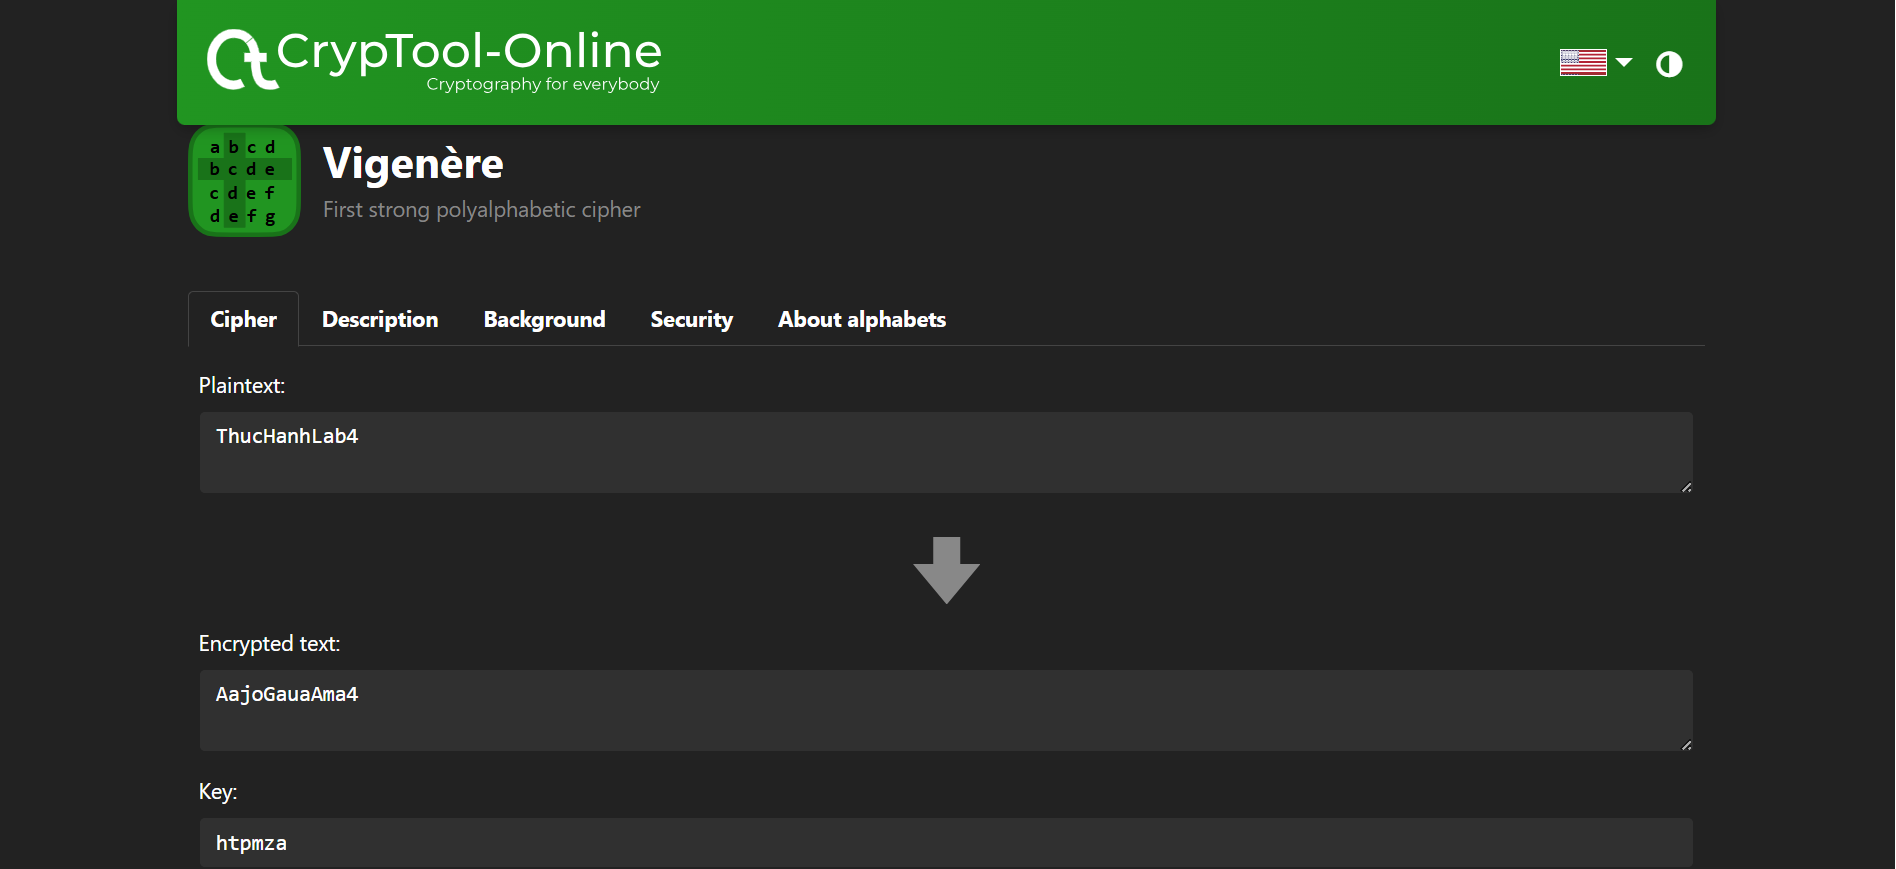 CrypTool-Online
Cryptography for everybody
a b c d
b c d e
c d e f
d e f g
Vigenère
First strong polyalphabetic cipher
Cipher Description Background Security About alphabets
Plaintext:
ThucHanhLab4
Encrypted text:
AajoGauaAma4
Key:
htpmza